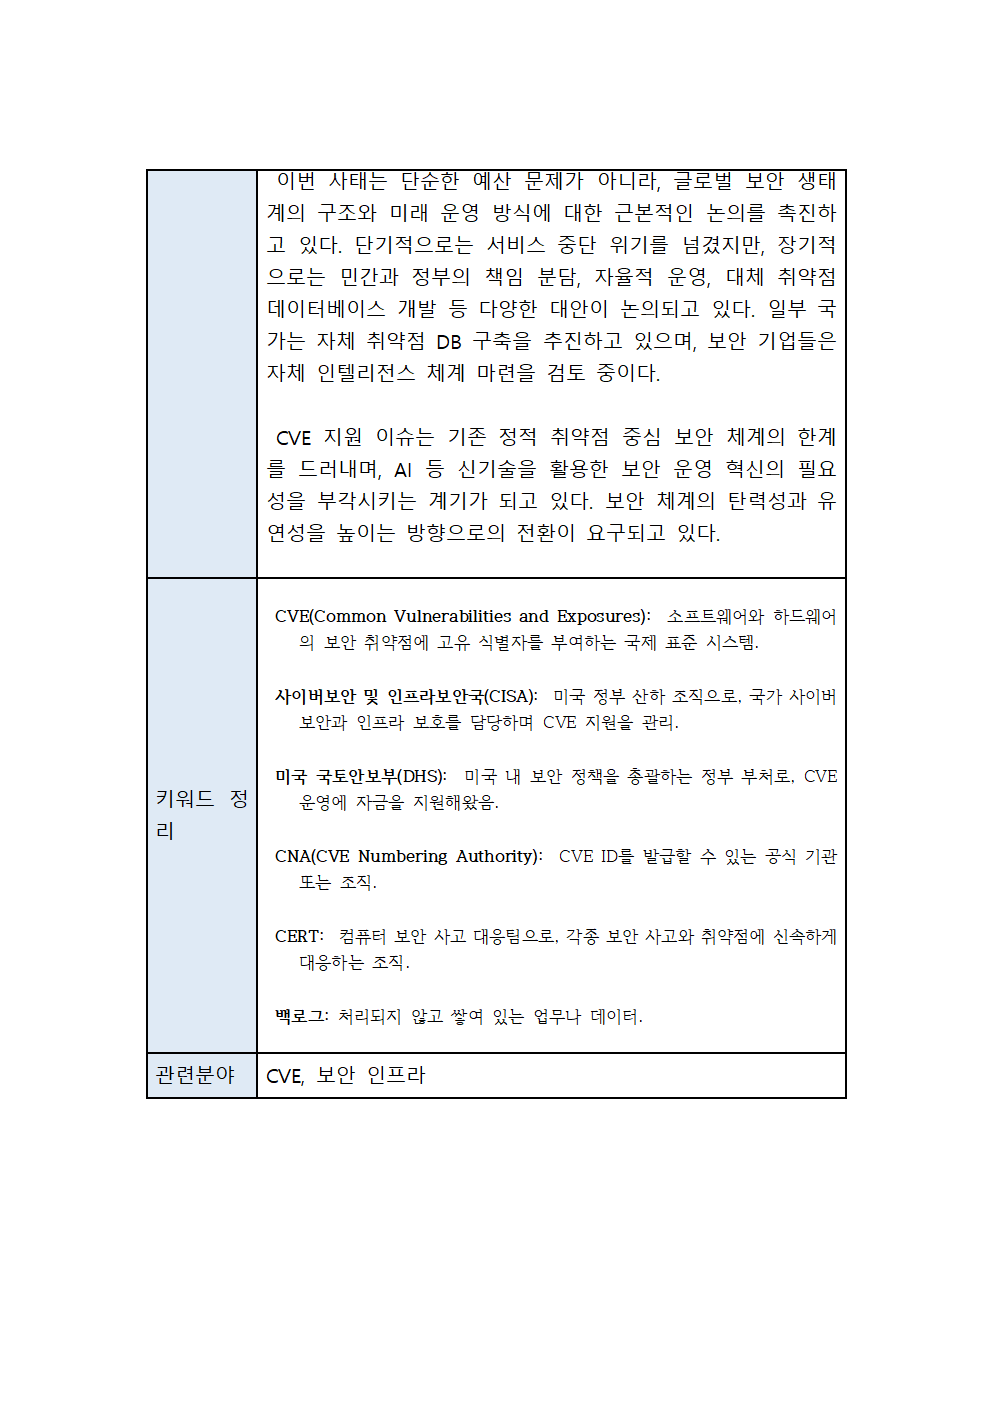 이번 사태는 단순한 예산 문제가 아니라, 글로벌 보안 생태
계의 구조와 미래 운영 방식에 대한 근본적인 논의를 촉진하
고 있다. 단기적으로는 서비스 중단 위기를 넘겼지만, 장기적
으로는 민간과 정부의 책임 분담, 자율적 운영, 대체 취약점
데이터베이스 개발 등 다양한 대안이 논의되고 있다. 일부 국
가는 자체 취약점 DB 구축을 추진하고 있으며, 보안 기업들은
자체 인텔리전스 체계 마련을 검토 중이다.
CVE 지원 이슈는 기존 정적 취약점 중심 보안 체계의 한계
를 드러내며, AI 등 신기술을 활용한 보안 운영 혁신의 필요
성을 부각시키는 계기가 되고 있다. 보안 체계의 탄력성과 유
연성을 높이는 방향으로의 전환이 요구되고 있다.
키워드 정
리
CVE(Common Vulnerabilities and Exposures): 소프트웨어와 하드웨어
의 보안 취약점에 고유 식별자를 부여하는 국제 표준 시스템.
사이버보안 및 인프라보안국(CISA): 미국 정부 산하 조직으로, 국가 사이버
보안과 인프라 보호를 담당하며 CVE 지원을 관리.
미국 국토안보부(DHS): 미국 내 보안 정책을 총괄하는 정부 부처로, CVE
운영에 자금을 지원해왔음.
CNA(CVE Numbering Authority): CVE ID를 발급할 수 있는 공식 기관
또는 조직.
CERT: 컴퓨터 보안 사고 대응팀으로, 각종 보안 사고와 취약점에 신속하게
대응하는 조직.
백로그: 처리되지 않고 쌓여 있는 업무나 데이터.
관련분야
CVE, 보안 인프라